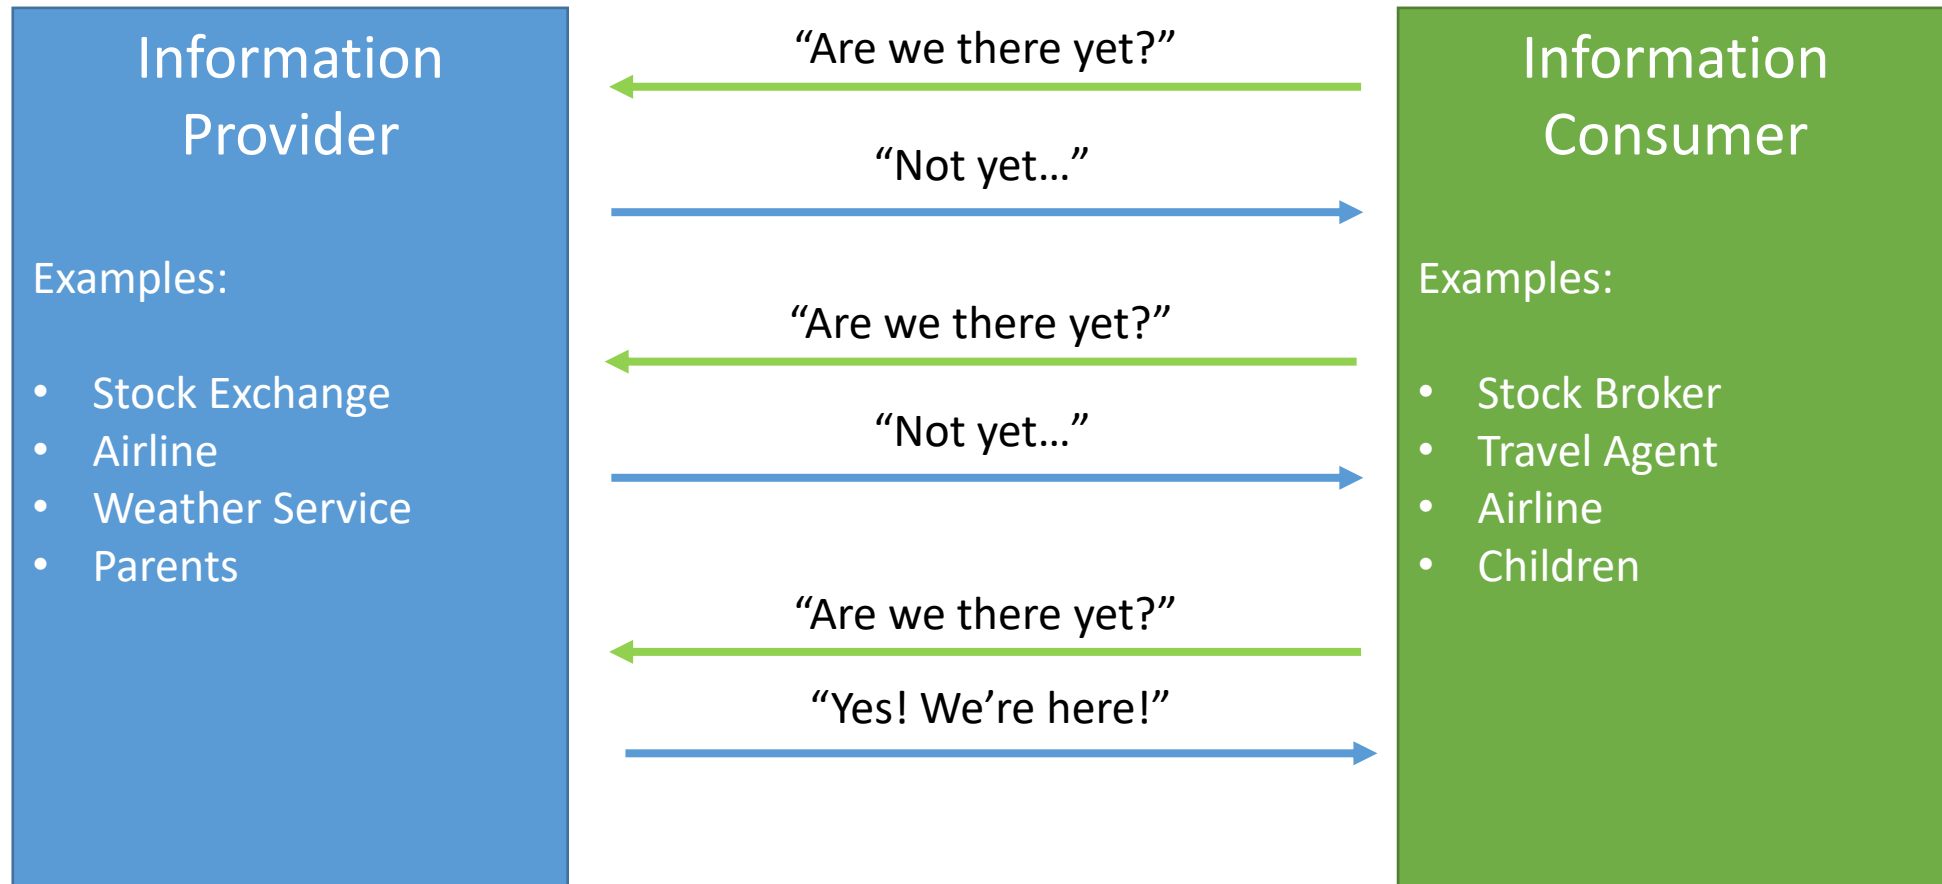 Information
Provider
Examples:
• Stock Exchange
• Airline
• Weather Service
• Parents
“Are we there yet?”
“Not yet…”
“Are we there yet?”
“Not yet…”
“Are we there yet?”
“Yes! We’re here!”
Information
Consumer
Examples:
• Stock Broker
• Travel Agent
• Airline
• Children